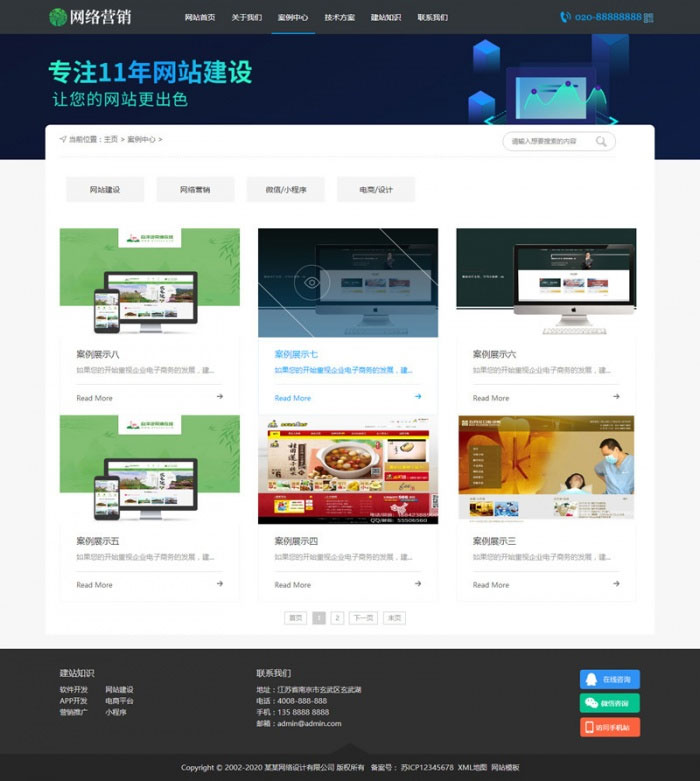 网络营销
网站首页 关于我们 案例中心 技术方案 建站知识 联系我们
020-88888888
专注11年网站建设
让您的网站更出色
当前位置：主页 > 案例中心 >
请输入想要搜索的内容
网站建设 网络营销 微信/小程序 电商/设计
案例展示八
如果您的开始重视企业电子商务的发展，建...
Read More
案例展示七
如果您的开始重视企业电子商务的发展，建...
Read More
案例展示六
如果您的开始重视企业电子商务的发展，建...
Read More
案例展示五
如果您的开始重视企业电子商务的发展，建...
Read More
案例展示四
如果您的开始重视企业电子商务的发展，建...
Read More
案例展示三
如果您的开始重视企业电子商务的发展，建...
Read More
首页 1 2 下一页 末页
建站知识
软件开发 网站建设
APP开发 电商平台
营销推广 小程序
联系我们
地址：江苏省南京市玄武区玄武湖
电话：4008-888-888
手机：135 8888 8888
邮箱：admin@admin.com
在线咨询
微信咨询
访问手机站
Copyright © 2002-2020 某某网络设计有限公司 版权所有 备案号： 苏ICP12345678 XML地图 网站模板